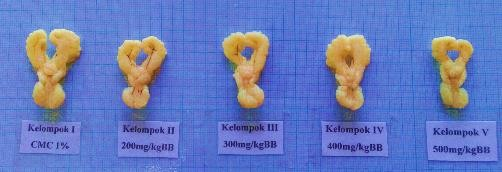 Kelompok I
CMC 1%
Kelompok II
200mg/kgBB
Kelompok III
300mg/kgBB
Kelompok IV
400mg/kgBB
Kelompok V
500mg/kgBB